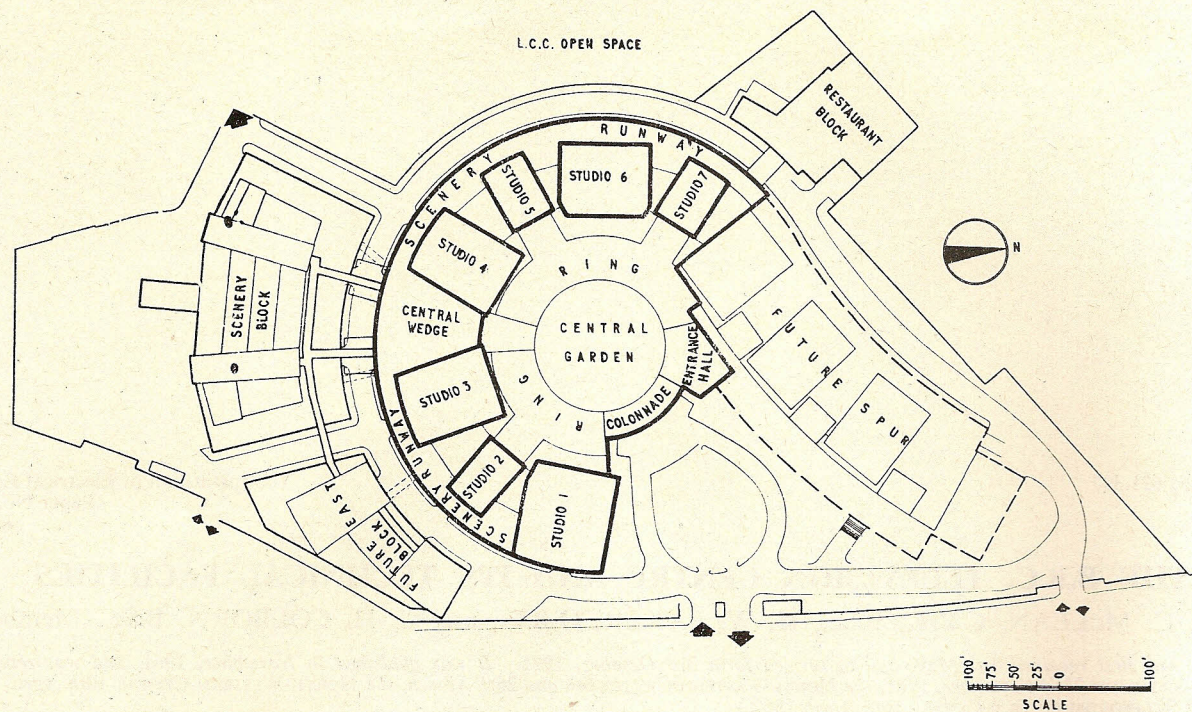 L.C.C. OPEN SPACE
RESTAURANT
BLOCK
RUNWAY
SCENERY
STUDIO 5
STUDIO 6
STUDIO 7
STUDIO 4
RING
N
SCENERY
BLOCK
CENTRAL
WEDGE
CENTRAL
GARDEN
ENTRANCE
HALL
FUTURE
SPUR
STUDIO 3
RING
COLONNADE
SCENERY RUNWAY
STUDIO 2
STUDIO 1
FUTURE EAST
BLOCK
100'
75'
50'
25'
0
100'
SCALE